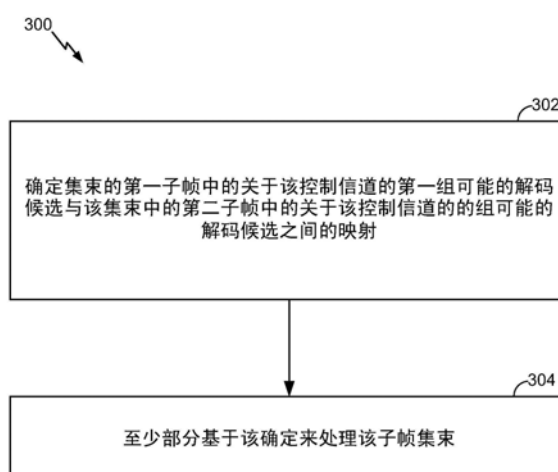 300
302
确定集束的第一子帧中的关于该控制信道的第一组可能的解码
候选与该集束中的第二子帧中的关于该控制信道的的组可能的
解码候选之间的映射
304
至少部分基于该确定来处理该子帧集束